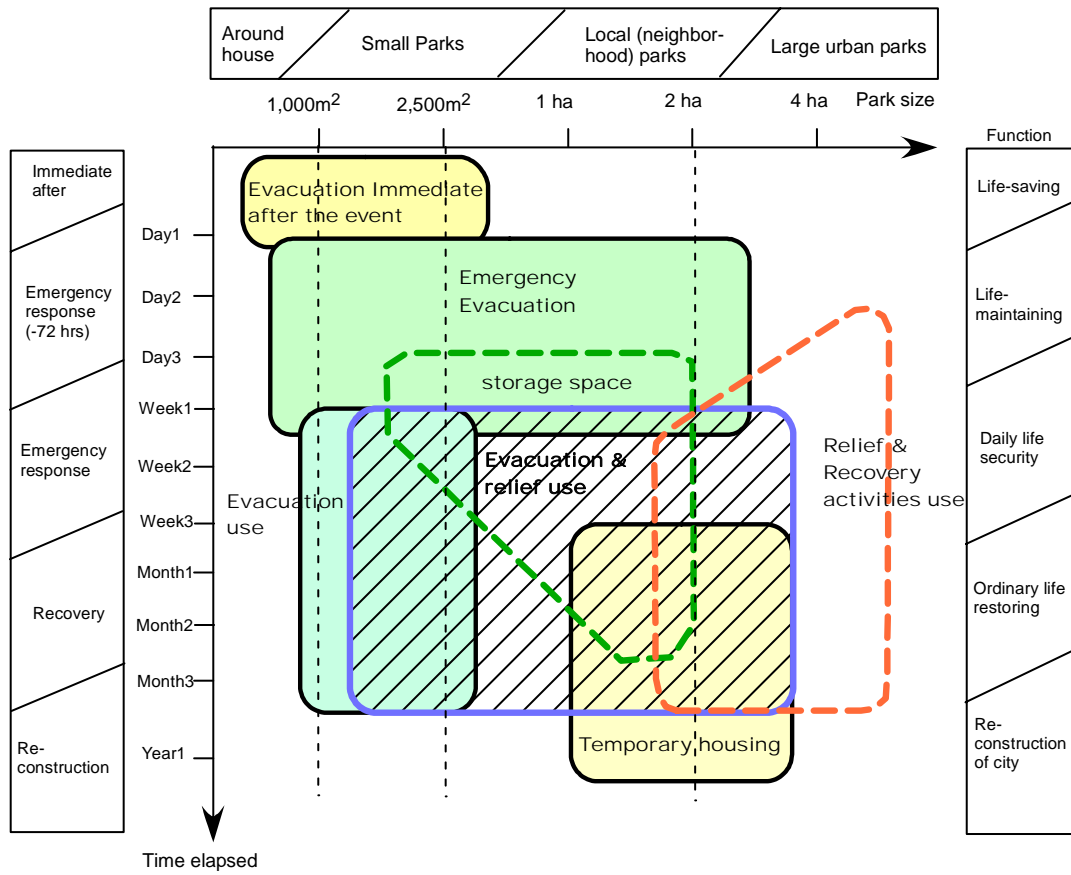 Around
house
Small Parks
Local (neighbor-
hood) parks
Large urban parks
1,000m2
2,500m2
1 ha
2 ha
4 ha
Park size
Function
Immediate
after
Emergency
response
(-72 hrs)
Emergency
response
Recovery
Re-
construction
Day1
Day2
Day3
Week1
Week2
Week3
Month1
Month2
Month3
Year1
Time elapsed
Evacuation Immediate
after the event
Emergency
Evacuation
storage space
Evacuation
use
Evacuation &
relief use
Relief &
Recovery
activities use
Temporary housing
Life-saving
Life-
maintaining
Daily life
security
Ordinary life
restoring
Re-
construction
of city